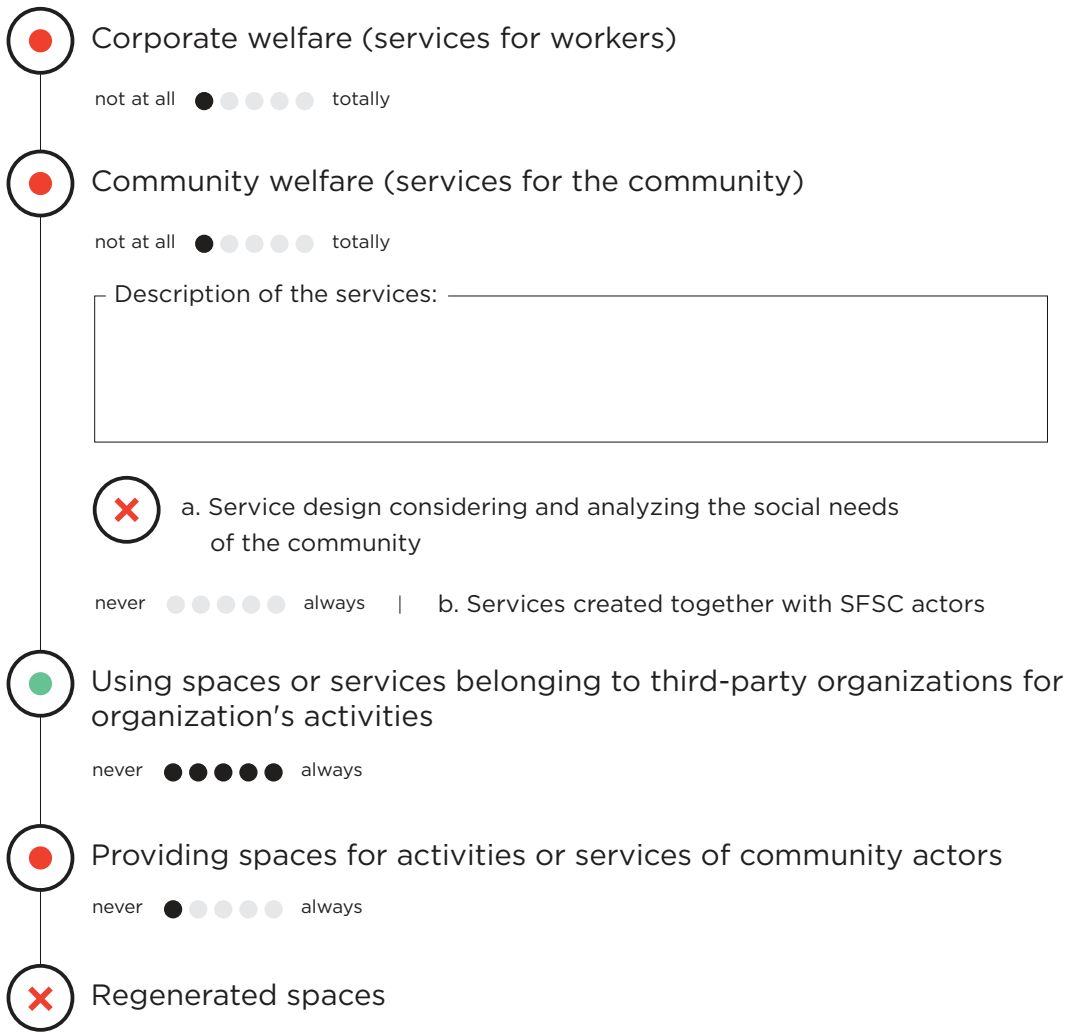 Corporate welfare (services for workers)
not at all totally
Community welfare (services for the community)
not at all totally
Description of the services:
a. Service design considering and analyzing the social needs
of the community
never always | b. Services created together with SFSC actors
Using spaces or services belonging to third-party organizations for
organization's activities
never always
Providing spaces for activities or services of community actors
never always
Regenerated spaces